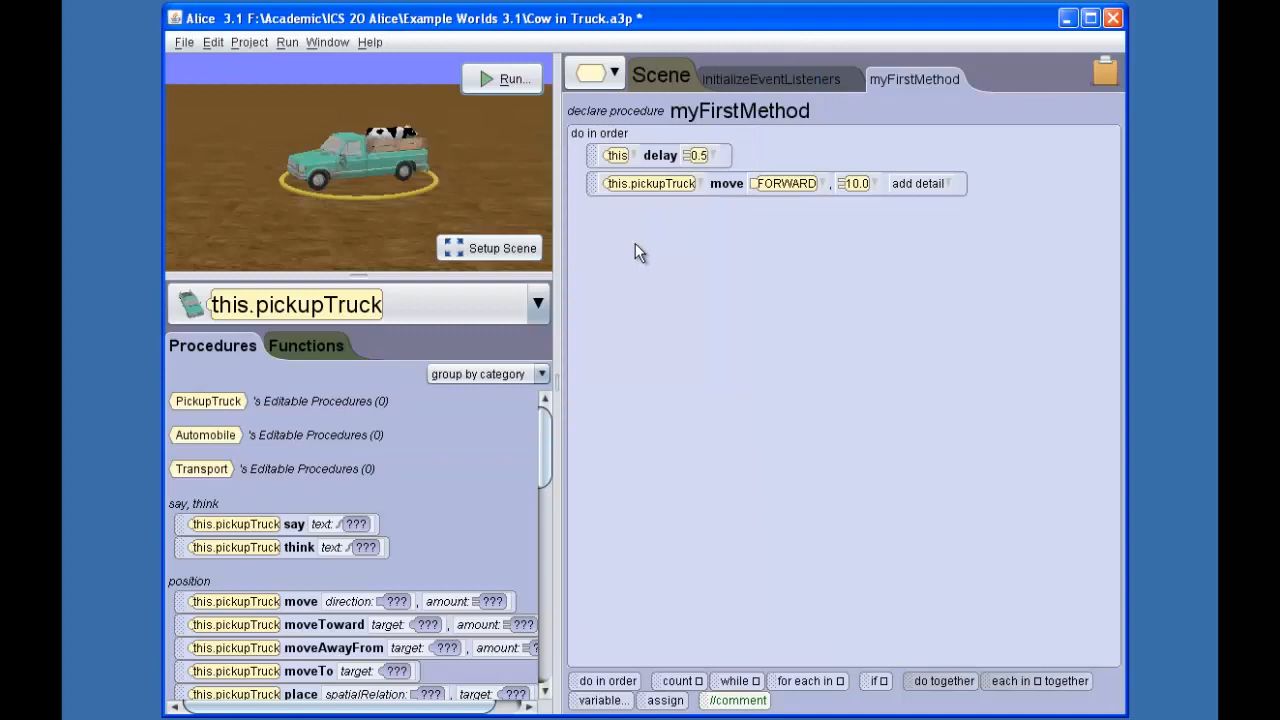 Alice 3.1 F:\Academic\ICS 20 Alice\Example Worlds 3.1\Cow in Truck.a3p *
File Edit Project Run Window Help
Run...
Setup Scene
this.pickupTruck
Procedures Functions
group by category
PickupTruck 's Editable Procedures (0)
Automobile 's Editable Procedures (0)
Transport 's Editable Procedures (0)
say, think
this.pickupTruck say text: ???
this.pickupTruck think text: ???
position
this.pickupTruck move direction: ??? , amount: ???
this.pickupTruck moveToward target: ??? , amount: ???
this.pickupTruck moveAwayFrom target: ??? , amount: ?
this.pickupTruck moveTo target: ???
this.pickupTruck place spatialRelation: ??? , target: ???
Scene initializeEventListeners myFirstMethod
declare procedure myFirstMethod
do in order
this delay 0.5
this.pickupTruck move FORWARD , 10.0 add detail
do in order count while for each in if do together each in together
variable... assign //comment